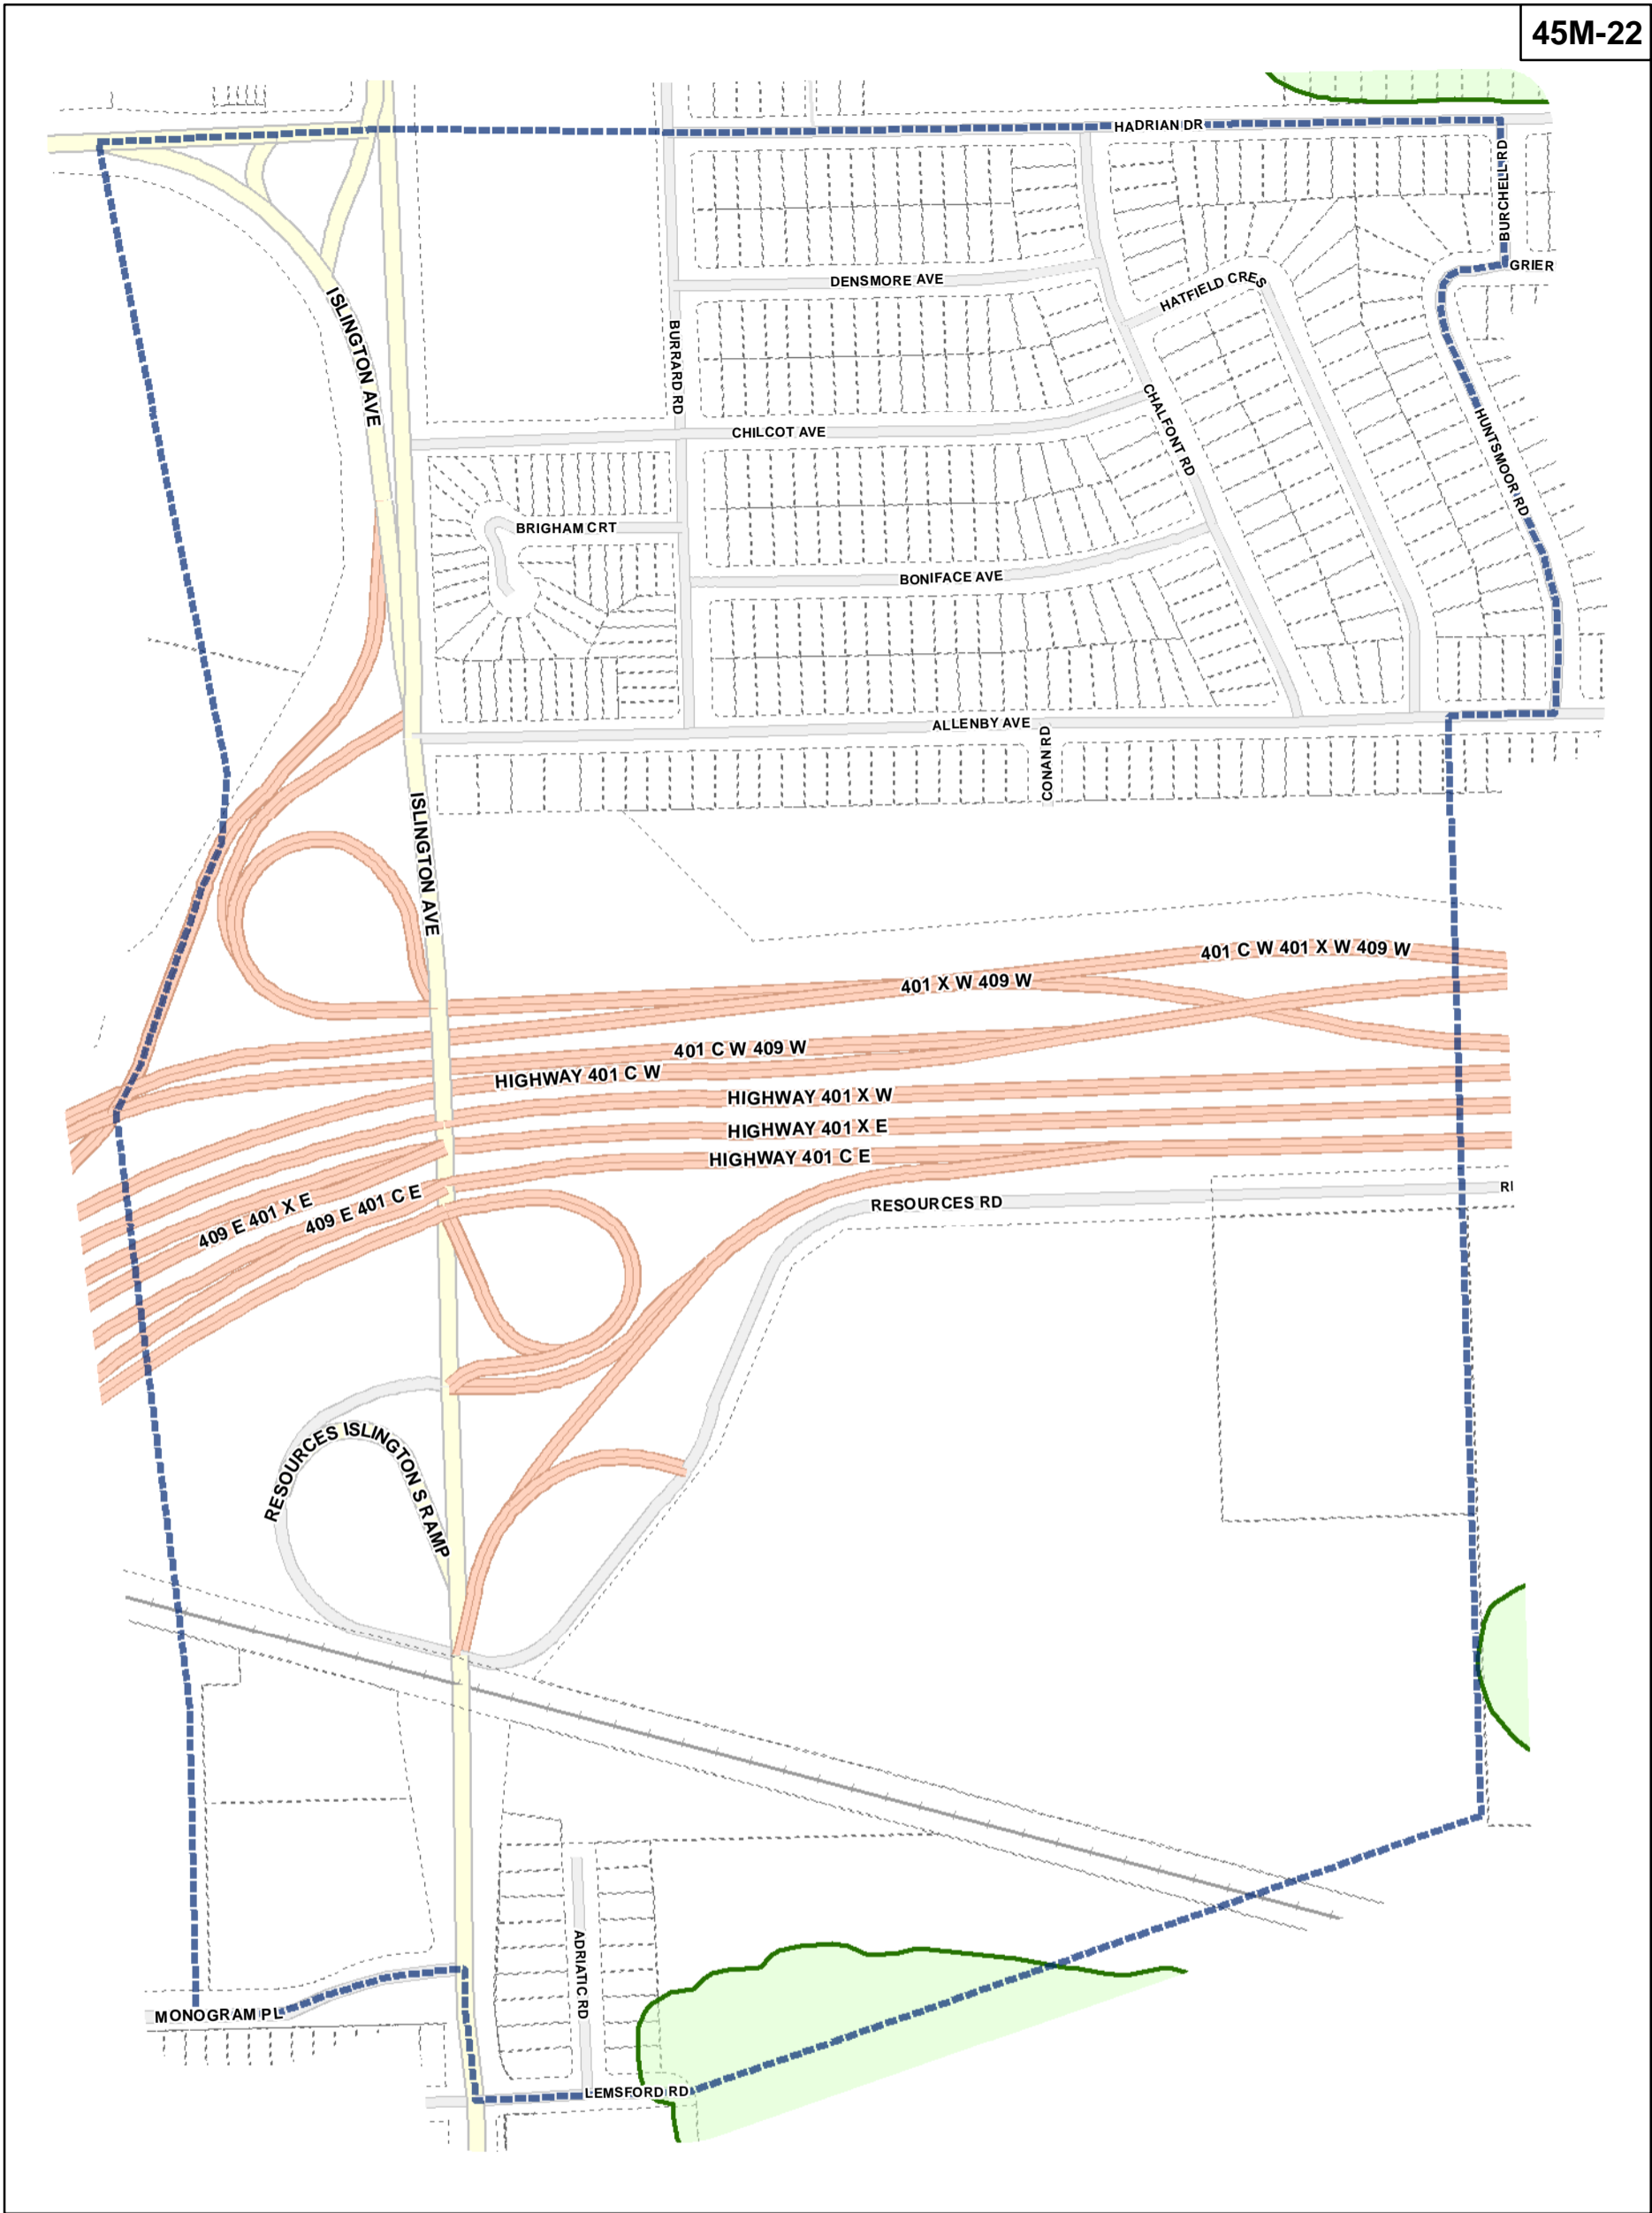 45M-22
HADRIAN DR
BURCHELL RD
GRIER
DENSMORE AVE
HATFIELD CRES
ISLINGTON AVE
BURRARD RD
CHALFONT RD
HUNTSMOOR RD
CHILCOT AVE
BRIGHAM CRT
BONIFACE AVE
ALLENBY AVE
CONAN RD
ISLINGTON AVE
401 C W 401 X W 409 W
401 X W 409 W
401 C W 409 W
HIGHWAY 401 C W
HIGHWAY 401 X W
HIGHWAY 401 X E
HIGHWAY 401 C E
409 E 401 X E
409 E 401 C E
RESOURCES RD
RI
RESOURCES ISLINGTON S RAMP
ADRIATIC RD
MONOGRAM PL
LEMSFORD RD